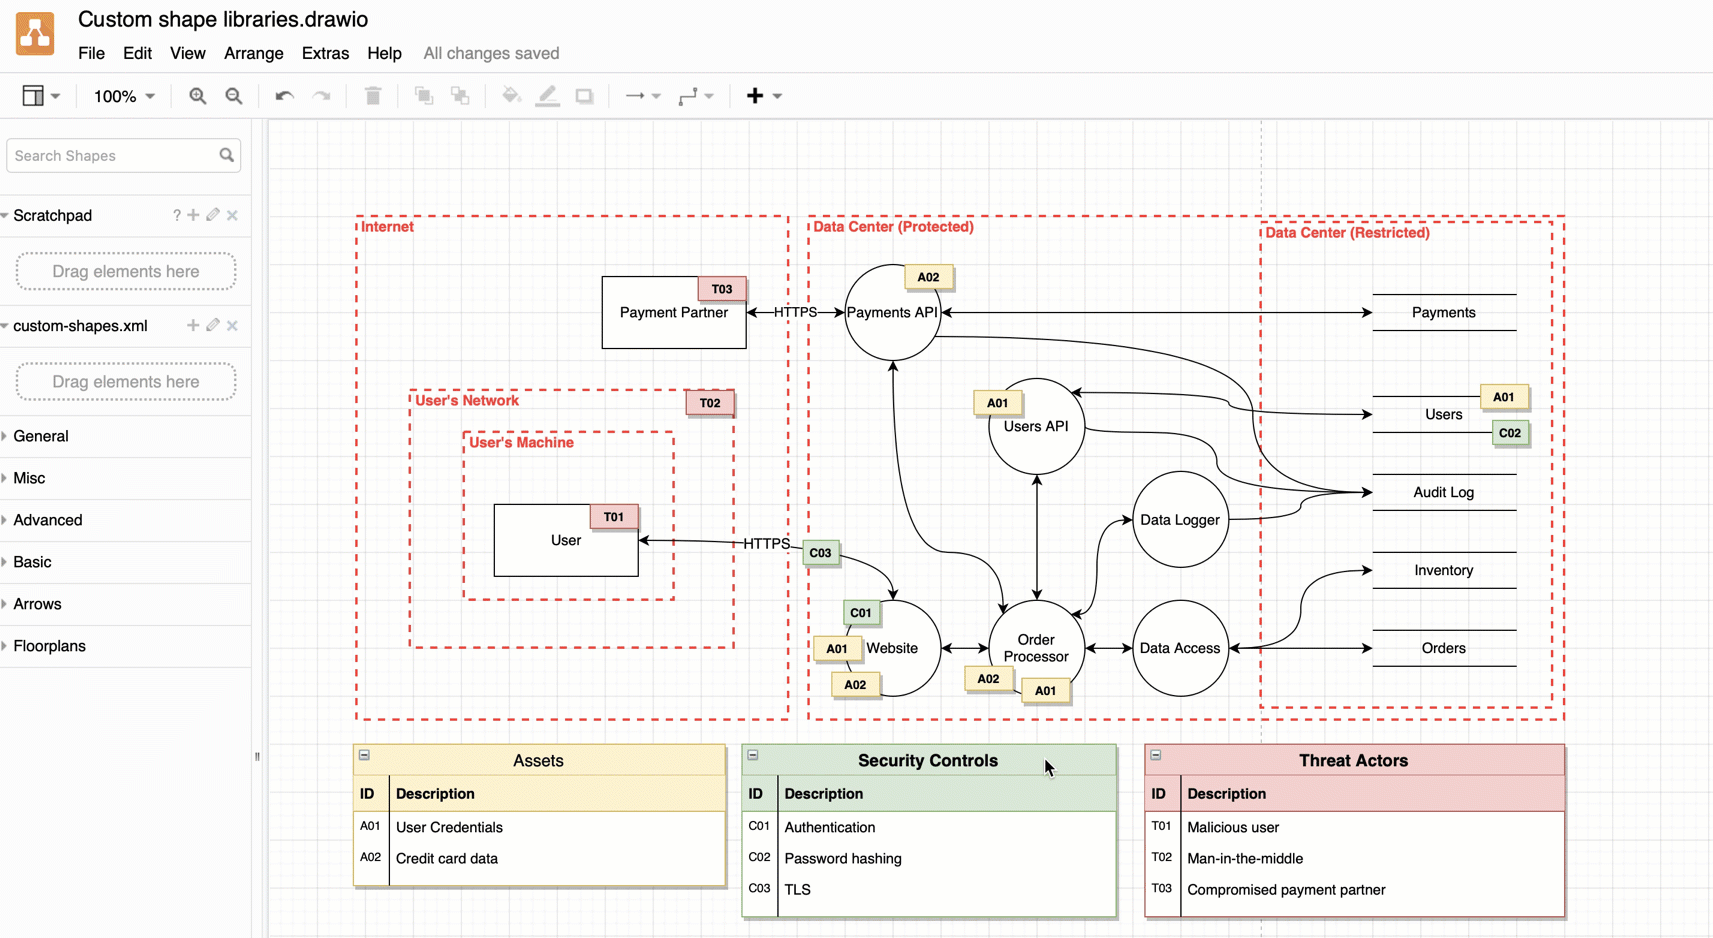 Custom shape libraries.drawio
File Edit View Arrange Extras Help All changes saved
100%
Search Shapes
Scratchpad ?
Drag elements here
custom-shapes.xml
Drag elements here
General
Misc
Advanced
Basic
Arrows
Floorplans
Internet
Data Center (Protected)
Data Center (Restricted)
T03
Payment Partner
HTTPS
A02
Payments API
Payments
User's Network
T02
User's Machine
T01
User
HTTPS
C03
A01
Users API
A01
Users
C02
Audit Log
Data Logger
Inventory
C01
A01
Website
A02
Order
Processor
A02
A01
Data Access
Orders
Assets
ID Description
A01 User Credentials
A02 Credit card data
Security Controls
ID Description
C01 Authentication
C02 Password hashing
C03 TLS
Threat Actors
ID Description
T01 Malicious user
T02 Man-in-the-middle
T03 Compromised payment partner